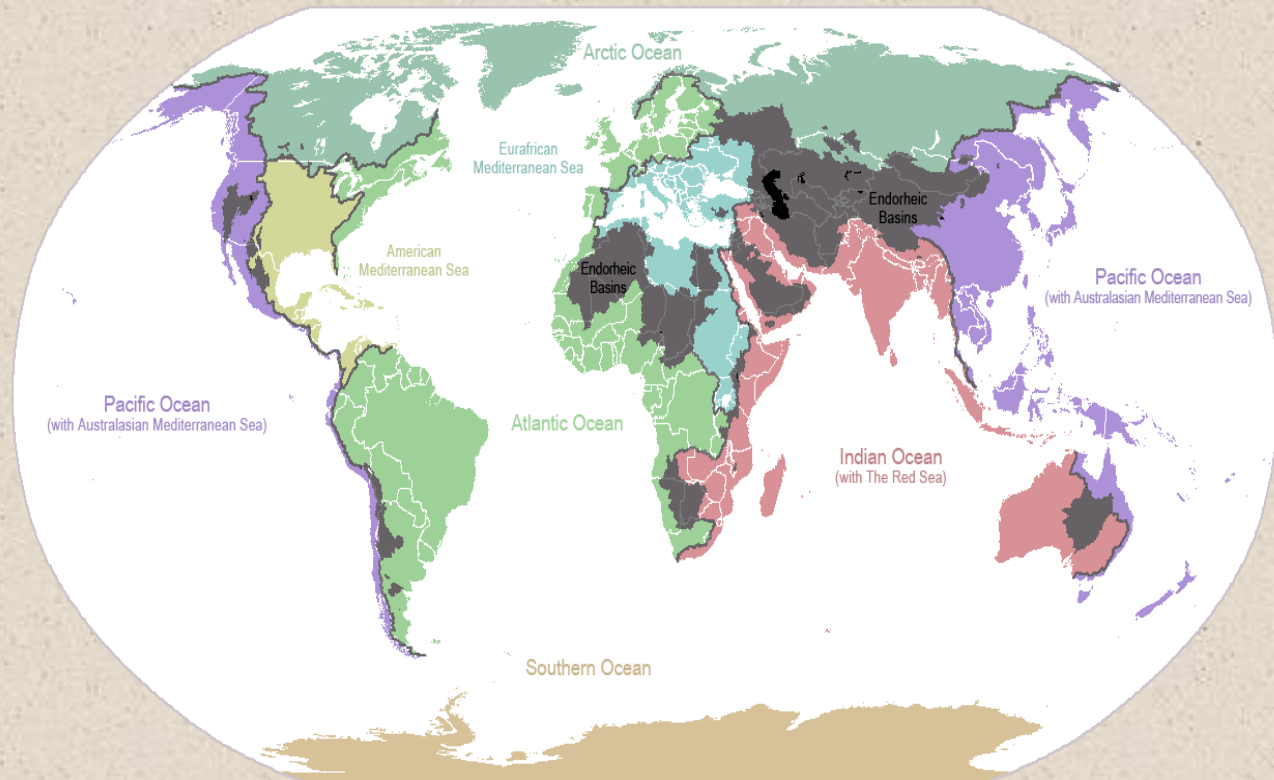 Arctic Ocean
Eurafrican
Mediterranean Sea
Endorheic
Basins
American
Mediterranean Sea
Endorheic
Basins
Pacific Ocean
(with Australasian Mediterranean Sea)
Pacific Ocean
(with Australasian Mediterranean Sea)
Atlantic Ocean
Indian Ocean
(with The Red Sea)
Southern Ocean